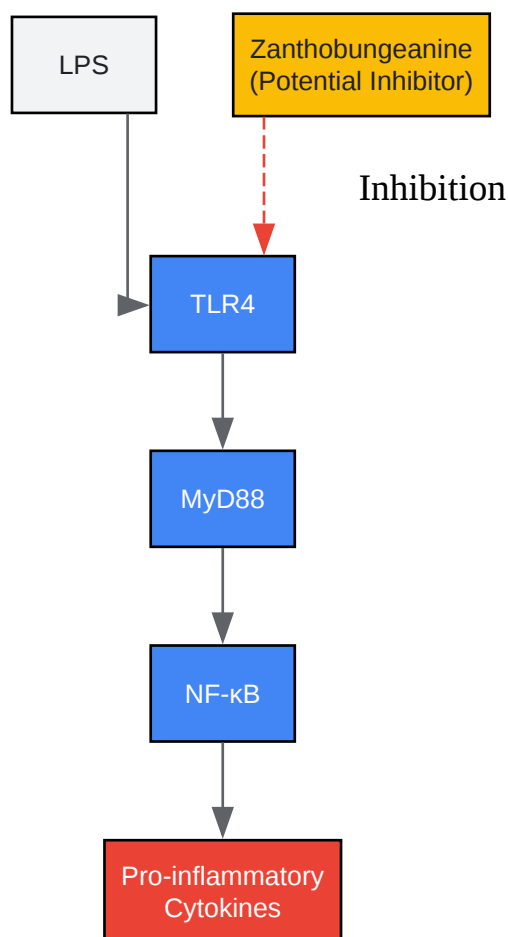 LPS
Zanthobungeanine
(Potential Inhibitor)
Inhibition
TLR4
MyD88
NF-κB
Pro-inflammatory
Cytokines